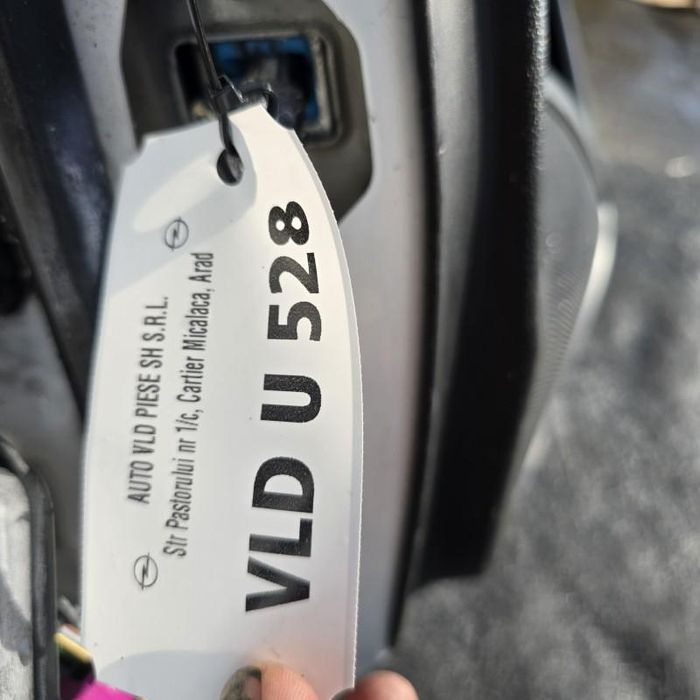 AUTO VLD PIESE SH S.R.L.
Str Pastorului nr 1/c, Cartier Micalaca, Arad
VLD U 528